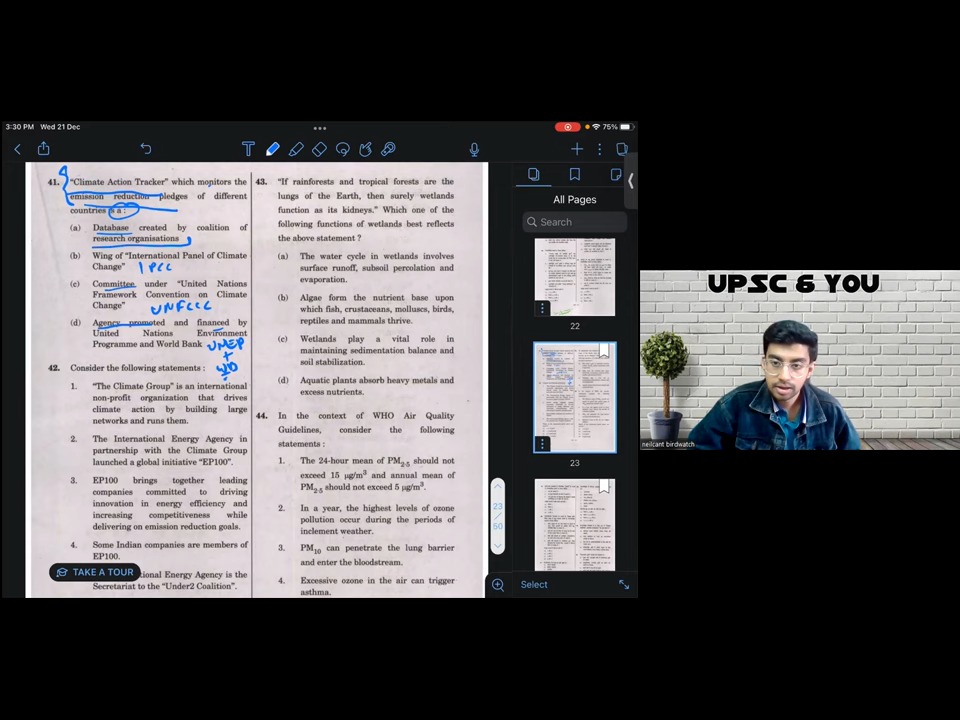 3:30 PM Wed 21 Dec
75%
41. "Climate Action Tracker" which monitors the
emission reduction pledges of different
countries is a :
(a) Database created by coalition of
research organisations
(b) Wing of "International Panel of Climate
Change"
IPCC
(c) Committee under "United Nations
Framework Convention on Climate
Change"
UNFCCC
(d) Agency promoted and financed by
United Nations Environment
Programme and World Bank
UNEP
+
42. Consider the following statements :
1. "The Climate Group" is an international
non-profit organization that drives
climate action by building large
networks and runs them.
2. The International Energy Agency in
partnership with the Climate Group
launched a global initiative "EP100".
3. EP100 brings together leading
companies committed to driving
innovation in energy efficiency and
increasing competitiveness while
delivering on emission reduction goals.
4. Some Indian companies are members of
EP100.
TAKE A TOUR
tional Energy Agency is the
Secretariat to the "Under2 Coalition".
43. "If rainforests and tropical forests are the
lungs of the Earth, then surely wetlands
function as its kidneys." Which one of the
following functions of wetlands best reflects
the above statement ?
(a) The water cycle in wetlands involves
surface runoff, subsoil percolation and
evaporation.
(b) Algae form the nutrient base upon
which fish, crustaceans, molluscs, birds,
reptiles and mammals thrive.
(c) Wetlands play a vital role in
maintaining sedimentation balance and
soil stabilization.
(d) Aquatic plants absorb heavy metals and
excess nutrients.
44. In the context of WHO Air Quality
Guidelines, consider the following
statements :
1. The 24-hour mean of PM2·5 should not
exceed 15 µg/m³ and annual mean of
PM2·5 should not exceed 5 µg/m³.
2. In a year, the highest levels of ozone
pollution occur during the periods of
inclement weather.
3. PM10 can penetrate the lung barrier
and enter the bloodstream.
4. Excessive ozone in the air can trigger
asthma.
23
/
50
All Pages
Search
22
23
Select
UPSC & YOU
neilcant birdwatch